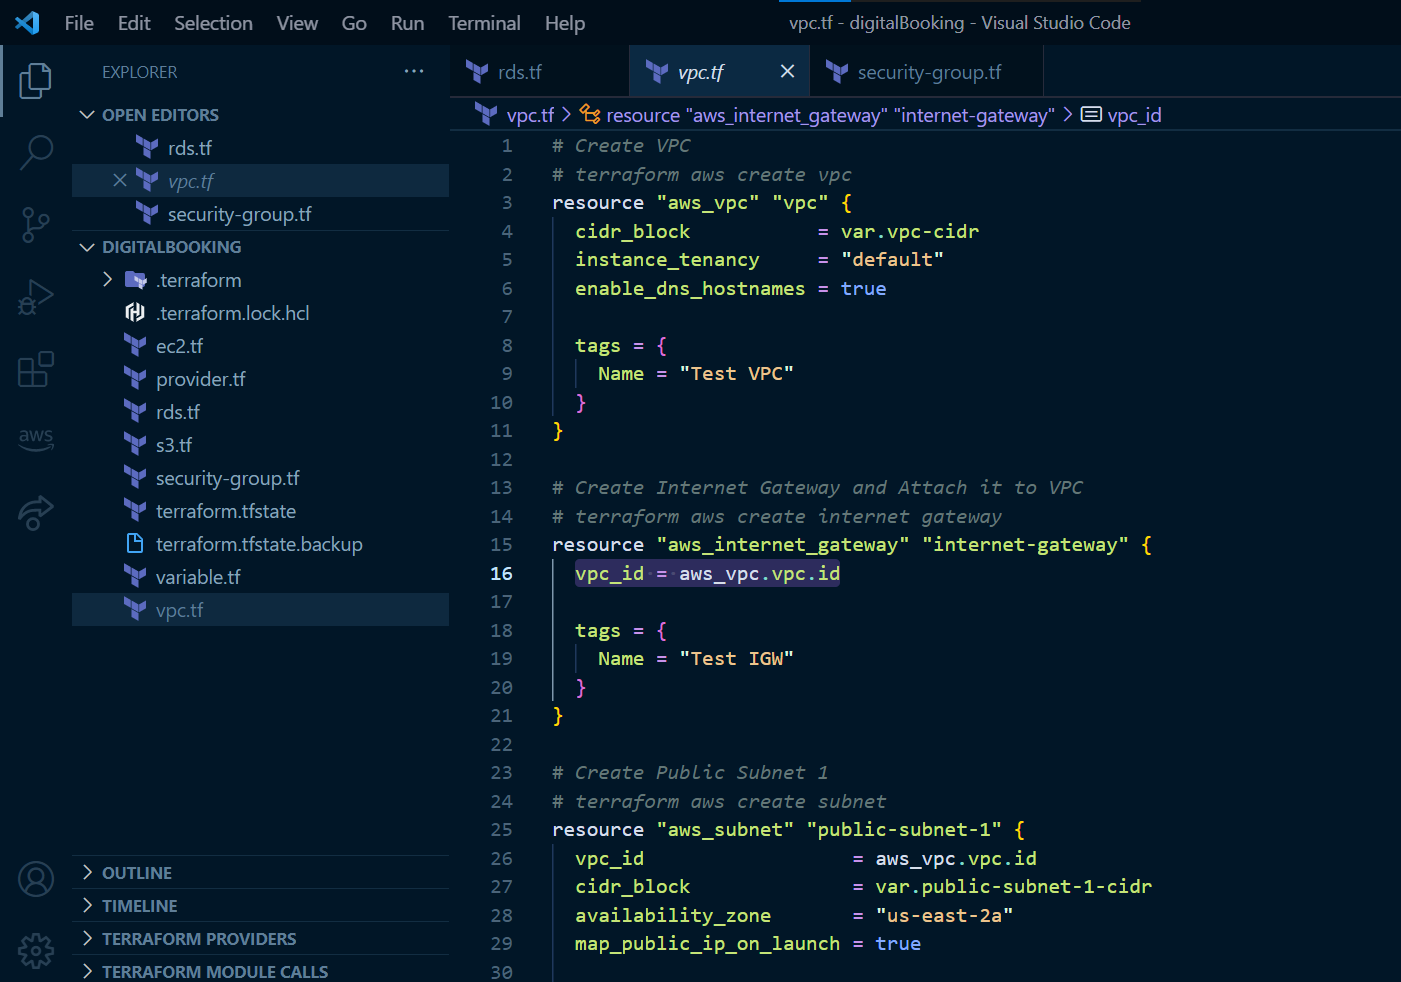 File Edit Selection View Go Run Terminal Help
vpc.tf - digitalBooking - Visual Studio Code
EXPLORER
OPEN EDITORS
rds.tf
vpc.tf
security-group.tf
DIGITALBOOKING
.terraform
.terraform.lock.hcl
ec2.tf
provider.tf
rds.tf
s3.tf
security-group.tf
terraform.tfstate
terraform.tfstate.backup
variable.tf
vpc.tf
OUTLINE
TIMELINE
TERRAFORM PROVIDERS
TERRAFORM MODULE CALLS
aws
rds.tf vpc.tf security-group.tf
vpc.tf > resource "aws_internet_gateway" "internet-gateway" > vpc_id
1 # Create VPC
2 # terraform aws create vpc
3 resource "aws_vpc" "vpc" {
4   cidr_block           = var.vpc-cidr
5   instance_tenancy     = "default"
6   enable_dns_hostnames = true
7
8   tags = {
9     Name = "Test VPC"
10   }
11 }
12
13 # Create Internet Gateway and Attach it to VPC
14 # terraform aws create internet gateway
15 resource "aws_internet_gateway" "internet-gateway" {
16   vpc_id = aws_vpc.vpc.id
17
18   tags = {
19     Name = "Test IGW"
20   }
21 }
22
23 # Create Public Subnet 1
24 # terraform aws create subnet
25 resource "aws_subnet" "public-subnet-1" {
26   vpc_id                  = aws_vpc.vpc.id
27   cidr_block              = var.public-subnet-1-cidr
28   availability_zone       = "us-east-2a"
29   map_public_ip_on_launch = true
30